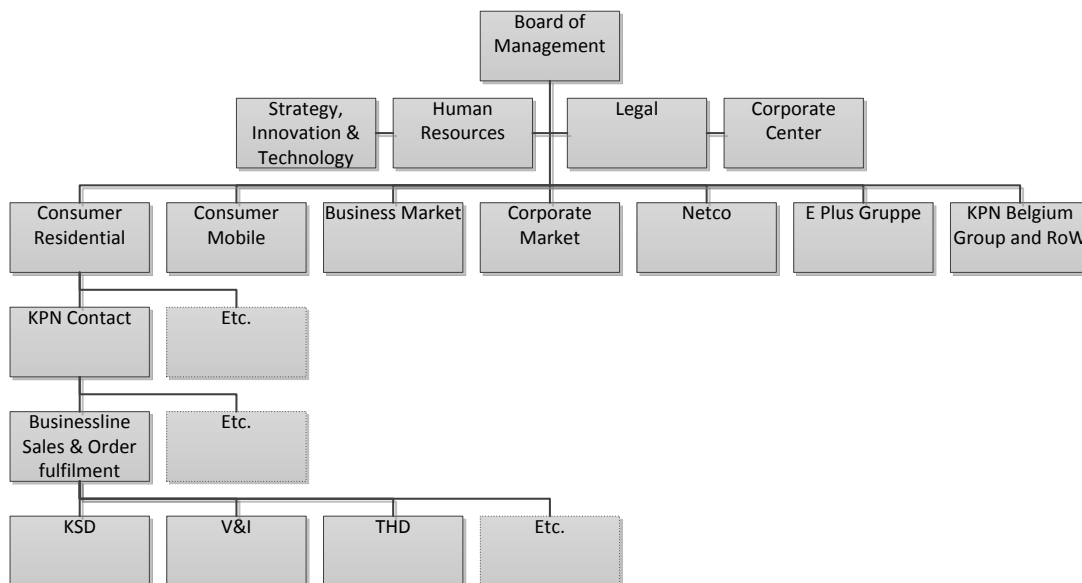 Board of
Management
Strategy,
Innovation &
Technology
Human
Resources
Legal
Corporate
Center
Consumer
Residential
Consumer
Mobile
Business Market
Corporate
Market
Netco
E Plus Gruppe
KPN Belgium
Group and RoW
KPN Contact
Etc.
Businessline
Sales & Order
fulfilment
Etc.
KSD
V&I
THD
Etc.